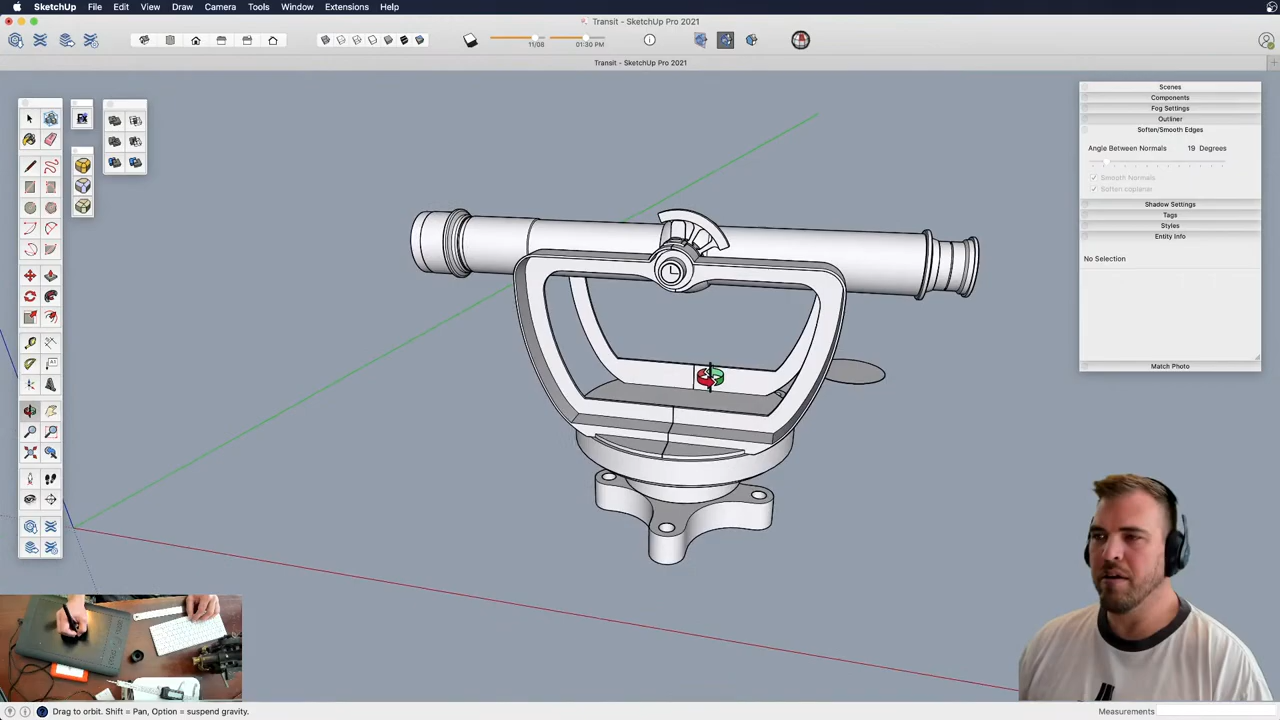 SketchUp File Edit View Draw Camera Tools Window Extensions Help
Transit - SketchUp Pro 2021
11/08 01:30 PM
Transit - SketchUp Pro 2021
Scenes
Components
Fog Settings
Outliner
Soften/Smooth Edges
Angle Between Normals 19 Degrees
Smooth Normals
Soften coplanar
Shadow Settings
Tags
Styles
Entity Info
No Selection
Match Photo
Drag to orbit. Shift = Pan, Option = suspend gravity.
Measurements